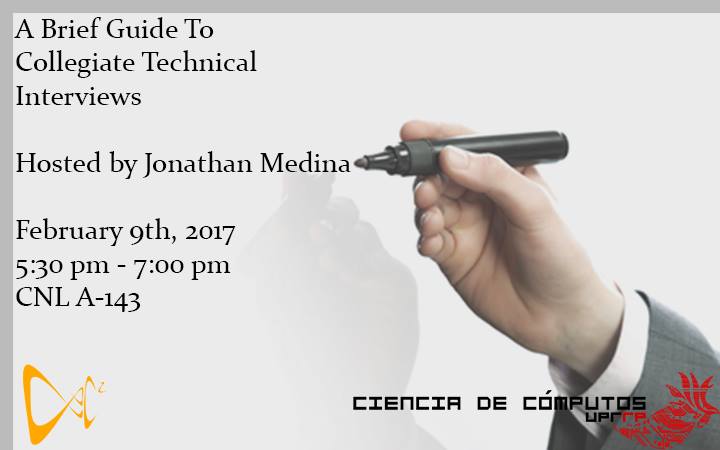 A Brief Guide To
Collegiate Technical
Interviews
Hosted by Jonathan Medina
February 9th, 2017
5:30 pm - 7:00 pm
CNL A-143
CIENCIA DE CÓMPUTOS
UPRRP